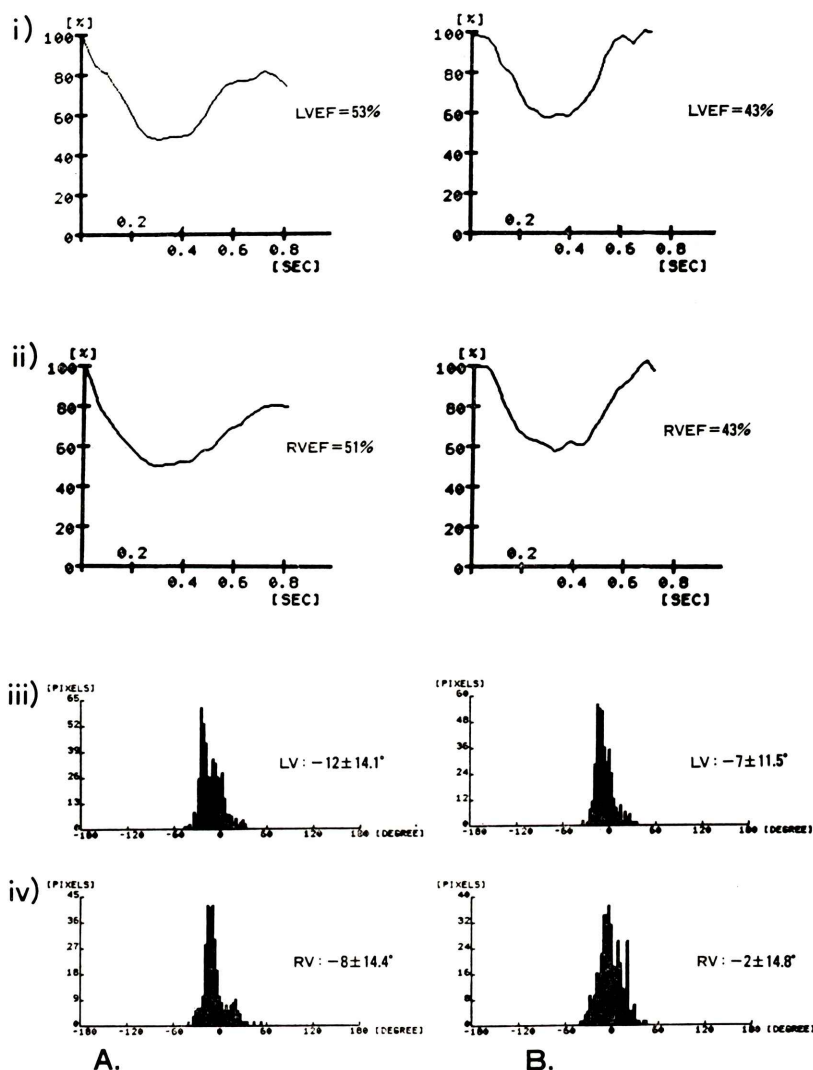 i)
[%]
100
80
60
40
20
0
0.2
0.4 0.6 0.8
[SEC]
LVEF=53%
[%]
100
80
60
40
20
0
0.2
0.4 0.6 0.8
[SEC]
LVEF=43%
ii)
[%]
100
80
60
40
20
0
0.2
0.4 0.6 0.8
[SEC]
RVEF=51%
[%]
100
80
60
40
20
0
0.2
0.4 0.6 0.8
[SEC]
RVEF=43%
iii)
[PIXELS]
65
52
39
26
13
0
-180 -120 -60 0 60 120 180 [DEGREE]
LV: -12±14.1°
[PIXELS]
60
48
36
24
12
0
-180 -120 -60 0 60 120 180 [DEGREE]
LV: -7±11.5°
iv)
[PIXELS]
45
36
27
18
9
0
-180 -120 -60 0 60 120 180 [DEGREE]
RV: -8±14.4°
[PIXELS]
40
32
24
16
8
0
-180 -120 -60 0 60 120 180 [DEGREE]
RV: -2±14.8°
A. B.